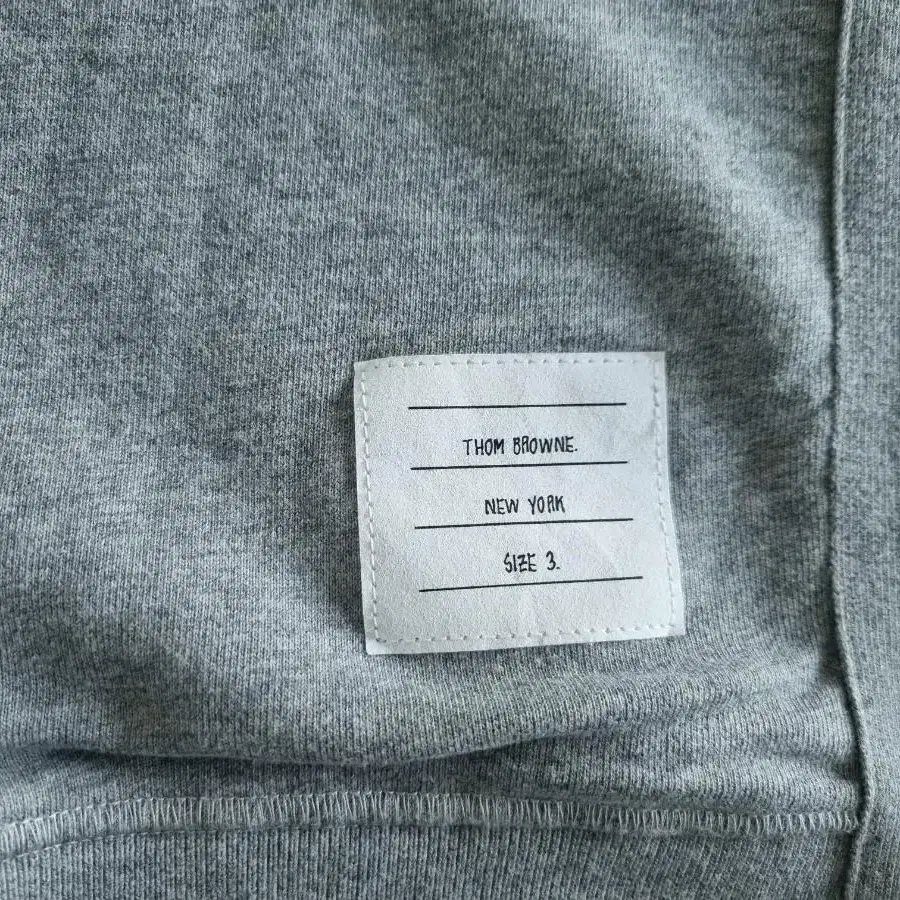 THOM BROWNE.
NEW YORK
SIZE 3.